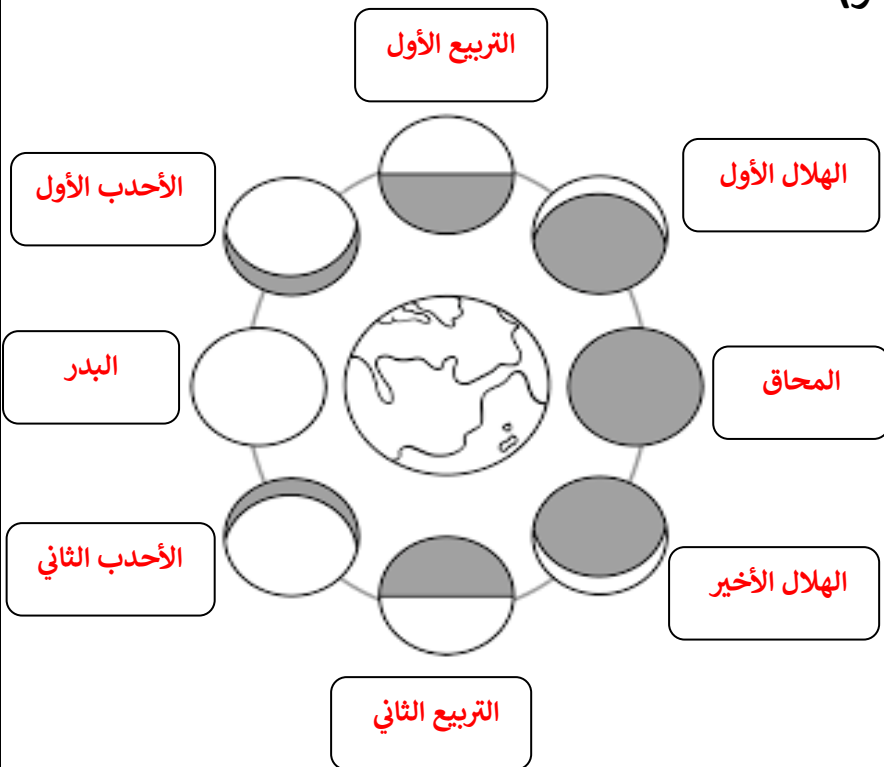 التربيع الأول
الهلال الأول
الأحدب الأول
المحاق
البدر
الهلال الأخير
الأحدب الثاني
التربيع الثاني